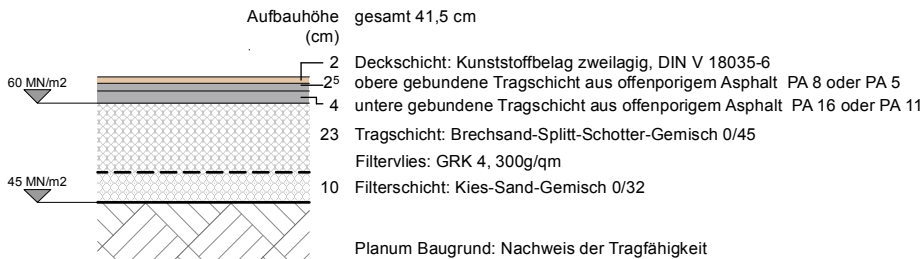 Aufbauhöhe gesamt 41,5 cm
(cm)
2 Deckschicht: Kunststoffbelag zweilagig, DIN V 18035-6
60 MN/m2
2⁵ obere gebundene Tragschicht aus offenporigem Asphalt PA 8 oder PA 5
4 untere gebundene Tragschicht aus offenporigem Asphalt PA 16 oder PA 11
23 Tragschicht: Brechsand-Splitt-Schotter-Gemisch 0/45
Filtervlies: GRK 4, 300g/qm
45 MN/m2
10 Filterschicht: Kies-Sand-Gemisch 0/32
Planum Baugrund: Nachweis der Tragfähigkeit